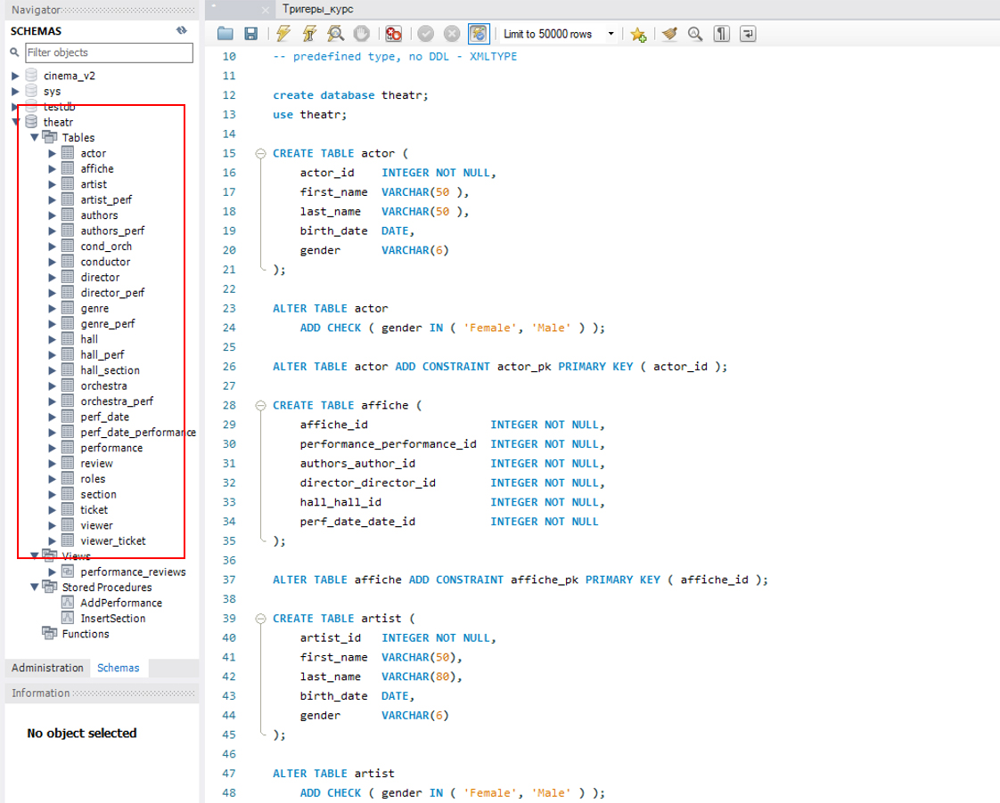 Navigator
SCHEMAS
Filter objects
cinema_v2
sys
testdb
theatr
Tables
actor
affiche
artist
artist_perf
authors
authors_perf
cond_orch
conductor
director
director_perf
genre
genre_perf
hall
hall_perf
hall_section
orchestra
orchestra_perf
perf_date
perf_date_performance
performance
review
roles
section
ticket
viewer
viewer_ticket
Views
performance_reviews
Stored Procedures
AddPerformance
InsertSection
Functions
Administration Schemas
Information
No object selected
Тригеры_курс
Limit to 50000 rows
10 -- predefined type, no DDL - XMLTYPE
11
12 create database theatr;
13 use theatr;
14
15 CREATE TABLE actor (
16 actor_id INTEGER NOT NULL,
17 first_name VARCHAR(50 ),
18 last_name VARCHAR(50 ),
19 birth_date DATE,
20 gender VARCHAR(6)
21 );
22
23 ALTER TABLE actor
24 ADD CHECK ( gender IN ( 'Female', 'Male' ) );
25
26 ALTER TABLE actor ADD CONSTRAINT actor_pk PRIMARY KEY ( actor_id );
27
28 CREATE TABLE affiche (
29 affiche_id INTEGER NOT NULL,
30 performance_performance_id INTEGER NOT NULL,
31 authors_author_id INTEGER NOT NULL,
32 director_director_id INTEGER NOT NULL,
33 hall_hall_id INTEGER NOT NULL,
34 perf_date_date_id INTEGER NOT NULL
35 );
36
37 ALTER TABLE affiche ADD CONSTRAINT affiche_pk PRIMARY KEY ( affiche_id );
38
39 CREATE TABLE artist (
40 artist_id INTEGER NOT NULL,
41 first_name VARCHAR(50),
42 last_name VARCHAR(80),
43 birth_date DATE,
44 gender VARCHAR(6)
45 );
46
47 ALTER TABLE artist
48 ADD CHECK ( gender IN ( 'Female', 'Male' ) );